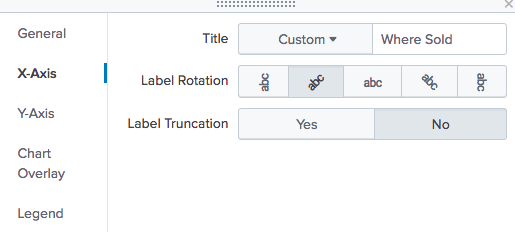 General
X-Axis
Y-Axis
Chart
Overlay
Legend
Title Custom Where Sold
Label Rotation abc abc abc abc abc
Label Truncation Yes No